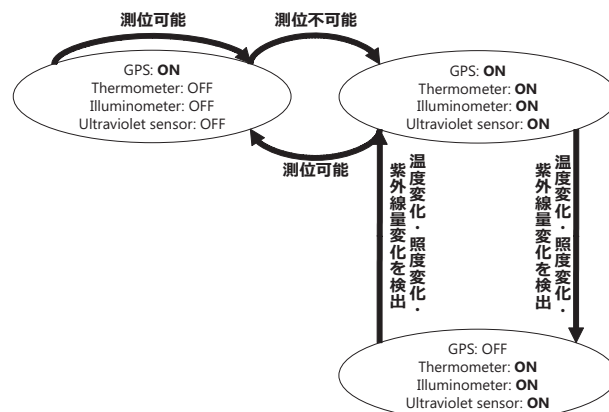 測位可能
測位不可能
GPS: ON
Thermometer: OFF
Illuminometer: OFF
Ultraviolet sensor: OFF
GPS: ON
Thermometer: ON
Illuminometer: ON
Ultraviolet sensor: ON
測位可能
温度変化・照度変化・
紫外線量変化を検出
温度変化・照度変化・
紫外線量変化を検出
GPS: OFF
Thermometer: ON
Illuminometer: ON
Ultraviolet sensor: ON